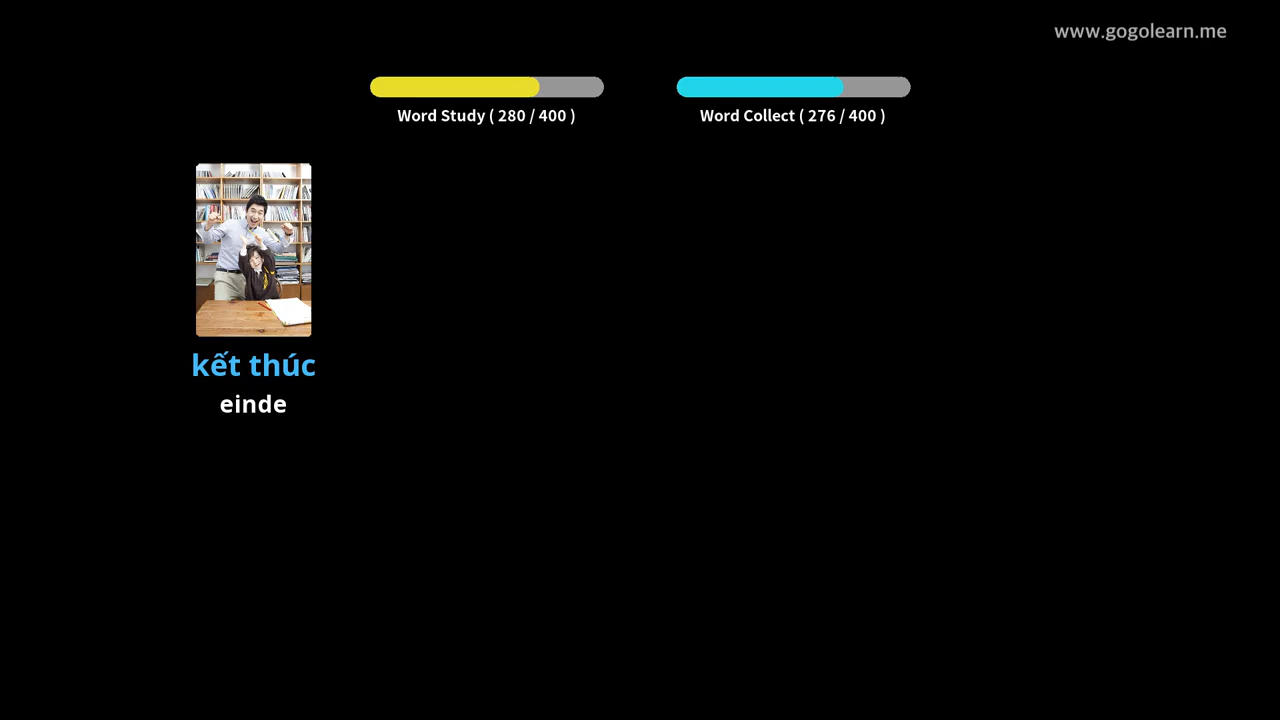 www.gogolearn.me
Word Study ( 280 / 400 )
Word Collect ( 276 / 400 )
kết thúc
einde